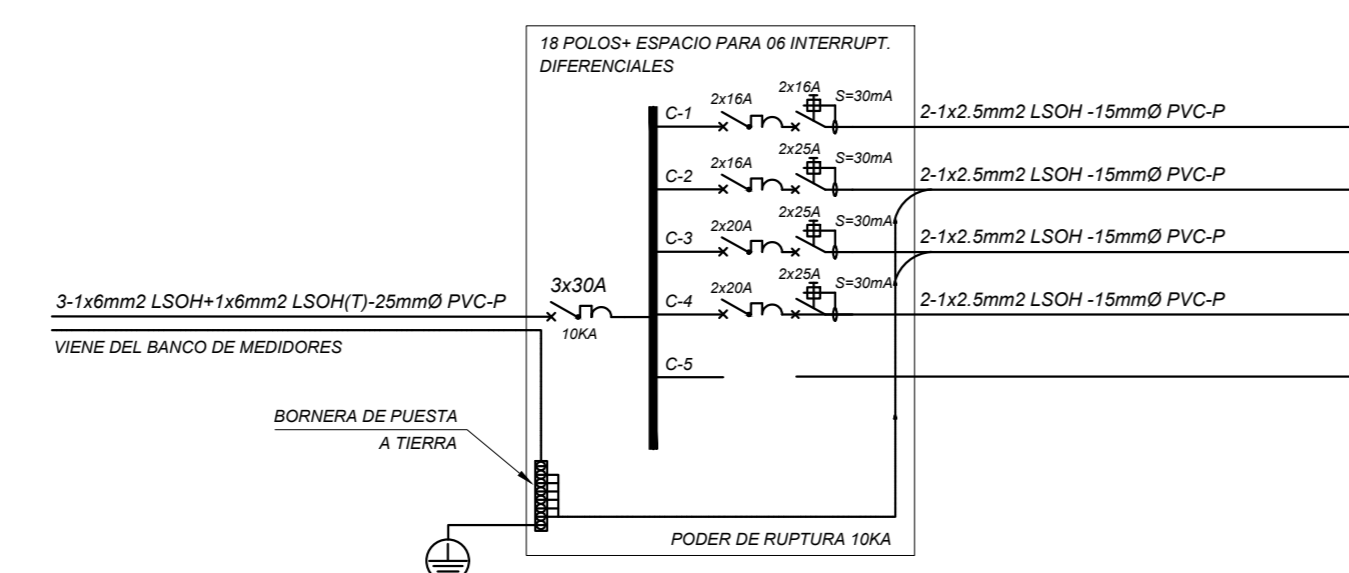 18 POLOS+ ESPACIO PARA 06 INTERRUPT.
DIFERENCIALES
C-1
2x16A
2x16A
S=30mA
2-1x2.5mm2 LSOH -15mmØ PVC-P
C-2
2x16A
2x25A
S=30mA
2-1x2.5mm2 LSOH -15mmØ PVC-P
C-3
2x20A
2x25A
S=30mA
2-1x2.5mm2 LSOH -15mmØ PVC-P
C-4
2x20A
2x25A
S=30mA
2-1x2.5mm2 LSOH -15mmØ PVC-P
3-1x6mm2 LSOH+1x6mm2 LSOH(T)-25mmØ PVC-P
3x30A
10KA
VIENE DEL BANCO DE MEDIDORES
C-5
BORNERA DE PUESTA
A TIERRA
PODER DE RUPTURA 10KA